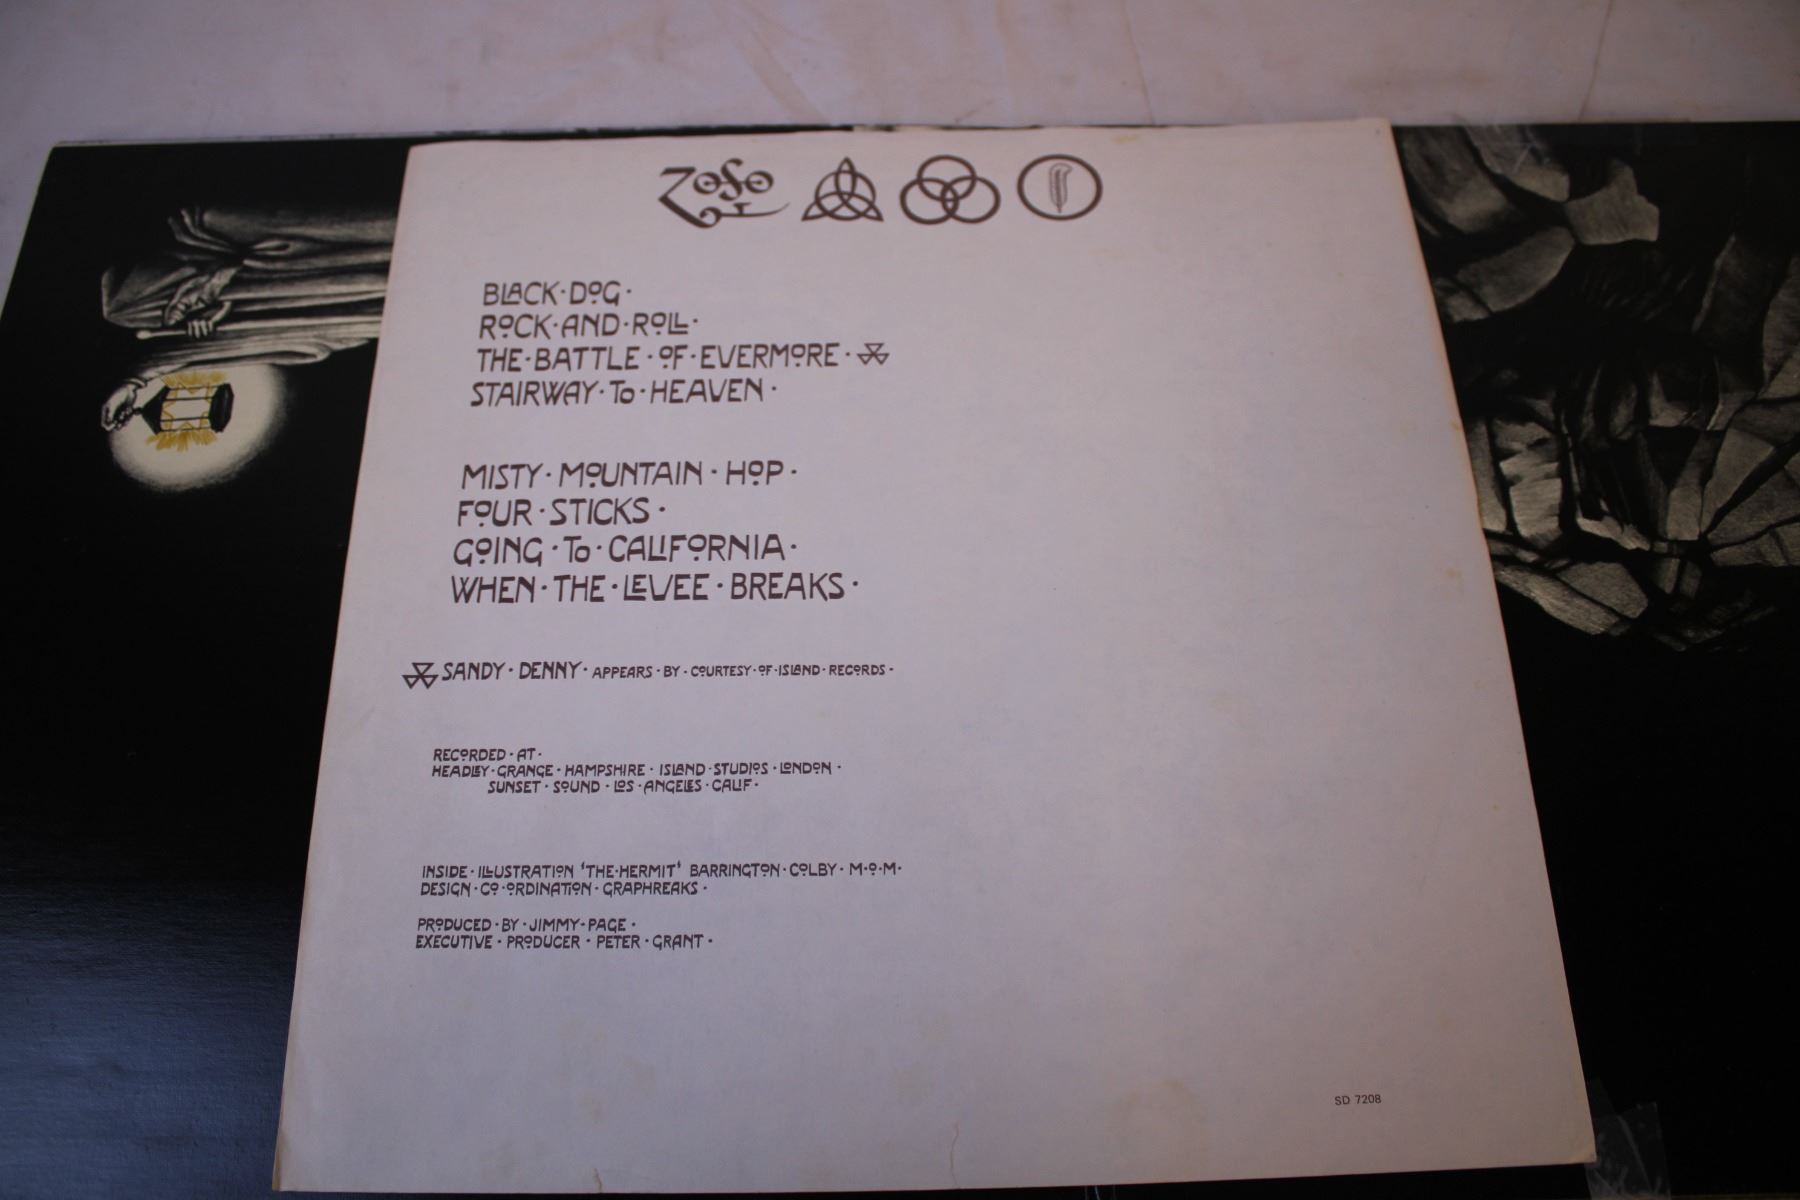 ZoSo
BLACK·DOG·
ROCK·AND·ROLL·
THE·BATTLE·OF·EVERMORE·
STAIRWAY·TO·HEAVEN·
MISTY·MOUNTAIN·HOP·
FOUR·STICKS·
GOING·TO·CALIFORNIA·
WHEN·THE·LEVEE·BREAKS·
SANDY·DENNY·APPEARS·BY·COURTESY·OF·ISLAND·RECORDS·
RECORDED·AT·
HEADLEY·GRANGE·HAMPSHIRE·ISLAND·STUDIOS·LONDON·
SUNSET·SOUND·LOS·ANGELES·CALIF·
INSIDE·ILLUSTRATION 'THE·HERMIT' BARRINGTON·COLBY·M·O·M·
DESIGN·CO·ORDINATION·GRAPHREAKS·
PRODUCED·BY·JIMMY·PAGE·
EXECUTIVE·PRODUCER·PETER·GRANT·
SD 7208